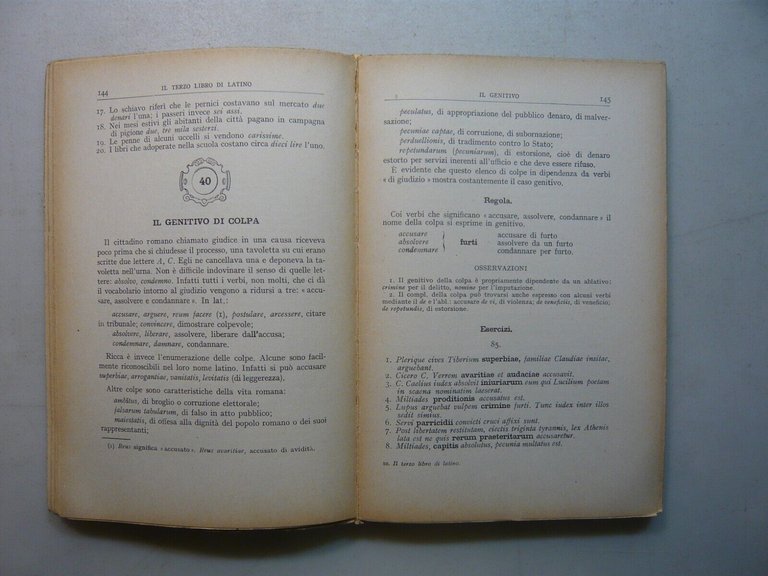 144
IL TERZO LIBRO DI LATINO
17. Lo schiavo riferì che le pernici costavano sul mercato due
denari l'una; i passeri invece sei assi.
18. Nei mesi estivi gli abitanti della città pagano in campagna
di pigione due, tre mila sesterzi.
19. Le penne di alcuni uccelli si vendono carissime.
20. I libri che adoperate nella scuola costano circa dieci lire l'uno.
40
IL GENITIVO DI COLPA
Il cittadino romano chiamato giudice in una causa riceveva
poco prima che si chiudesse il processo, una tavoletta su cui erano
scritte due lettere A, C. Egli ne cancellava una e deponeva la ta-
voletta nell'urna. Non è difficile indovinare il senso di quelle let-
tere: absolvo, condemno. Infatti tutti i verbi, non molti, che ci dà
il vocabolario intorno al giudizio vengono a ridursi a tre: « accu-
sare, assolvere e condannare ». In lat.:
accusare, arguere, reum facere (1), postulare, arcessere, citare
in tribunale; convincere, dimostrare colpevole;
absolvere, liberare, assolvere, liberare dall'accusa;
condemnare, damnare, condannare.
Ricca è invece l'enumerazione delle colpe. Alcune sono facil-
mente riconoscibili nel loro nome latino. Infatti si può accusare
superbiae, arrogantiae, vanitatis, levitatis (di leggerezza).
Altre colpe sono caratteristiche della vita romana:
ambitus, di broglio o corruzione elettorale;
falsarum tabularum, di falso in atto pubblico;
maiestatis, di offesa alla dignità del popolo romano o dei suoi
rappresentanti;
(1) Reus significa « accusato ». Reus avaritiae, accusato di avidità.
IL GENITIVO
145
peculatus, di appropriazione del pubblico denaro, di malver-
sazione;
pecuniae captae, di corruzione, di subornazione;
perduellionis, di tradimento contro lo Stato;
repetundarum (pecuniarum), di estorsione, cioè di denaro
estorto per servizi inerenti all'ufficio e che deve essere rifuso.
È evidente che questo elenco di colpe in dipendenza da verbi
« di giudizio » mostra costantemente il caso genitivo.
Regola.
Coi verbi che significano « accusare, assolvere, condannare » il
nome della colpa si esprime in genitivo.
accusare accusare di furto
absolvere furti assolvere da un furto
condemnare condannare per furto.
OSSERVAZIONI
1. Il genitivo della colpa è propriamente dipendente da un ablativo:
crimine per il delitto, nomine per l'imputazione.
2. Il compl. della colpa può trovarsi anche espresso con alcuni verbi
mediante il de e l'abl.: accusare de vi, di violenza; de veneficiis, di veneficio;
de repetundis, di estorsione.
Esercizi.
85.
1. Plerique cives Tiberium superbiae, familiae Claudiae insitae,
arguebant.
2. Cicero C. Verrem avaritiae et audaciae accusavit.
3. C. Caelius iudex absolvit iniuriarum eum qui Lucilium poetam
in scaena nominatim laeserat.
4. Miltiades proditionis accusatus est.
5. Lupus arguebat vulpem crimine furti. Tunc iudex inter illos
sedit simius.
6. Servi parricidii convicti cruci affixi sunt.
7. Post libertatem restitutam, eiectis triginta tyrannis, lex Athenis
lata est ne quis rerum praeteritarum accusaretur.
8. Miltiades, capitis absolutus, pecunia multatus est.
10. Il terzo libro di latino.